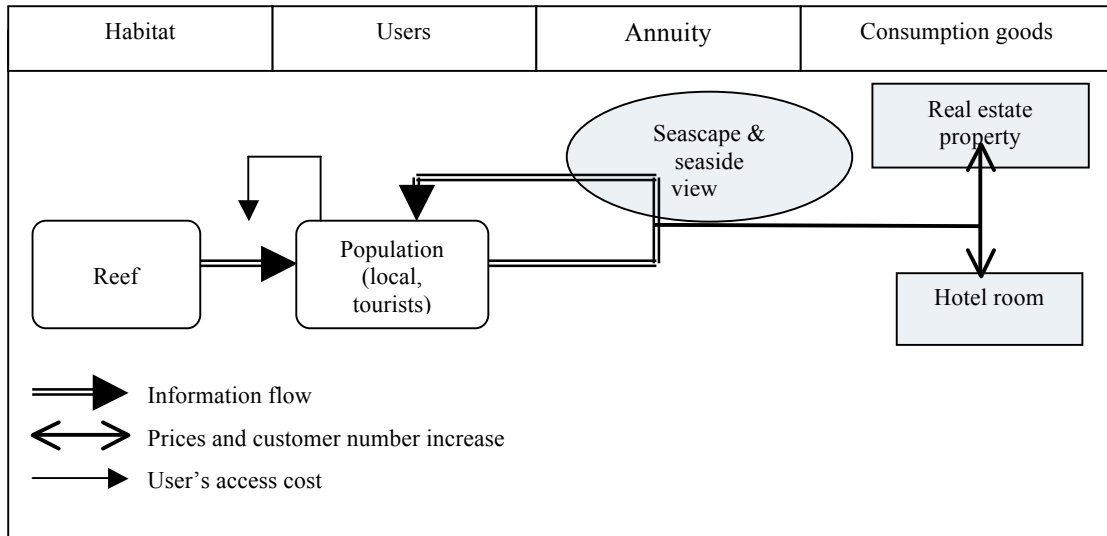 Habitat
Users
Annuity
Consumption goods
Seascape &
seaside
view
Real estate
property
Reef
Population
(local,
tourists)
Hotel room
Information flow
Prices and customer number increase
User’s access cost